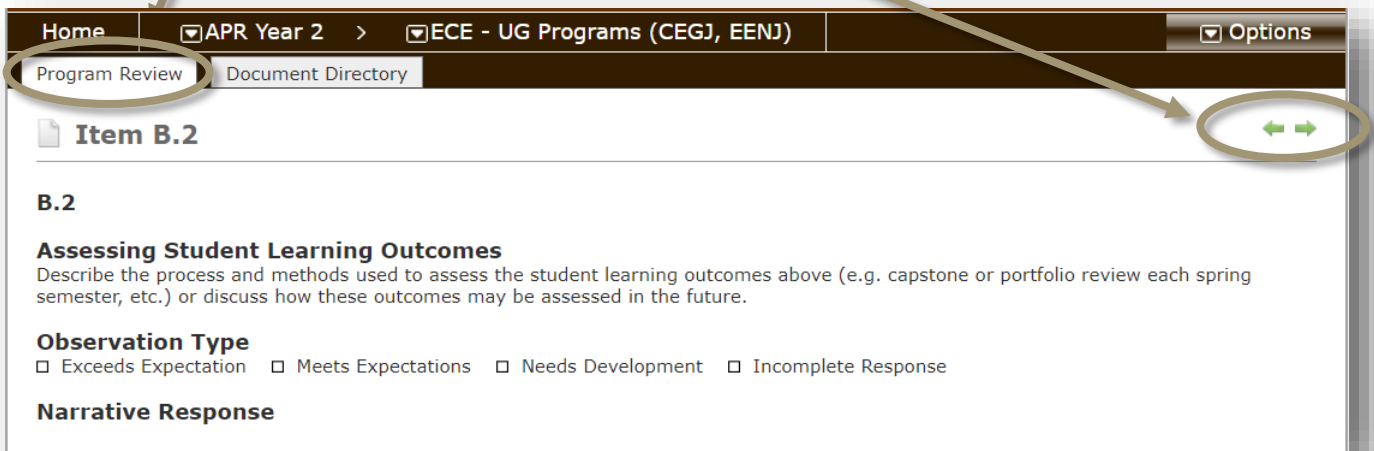 Home APR Year 2 > ECE - UG Programs (CEGJ, EENJ) Options
Program Review Document Directory
Item B.2
B.2
Assessing Student Learning Outcomes
Describe the process and methods used to assess the student learning outcomes above (e.g. capstone or portfolio review each spring
semester, etc.) or discuss how these outcomes may be assessed in the future.
Observation Type
Exceeds Expectation Meets Expectations Needs Development Incomplete Response
Narrative Response